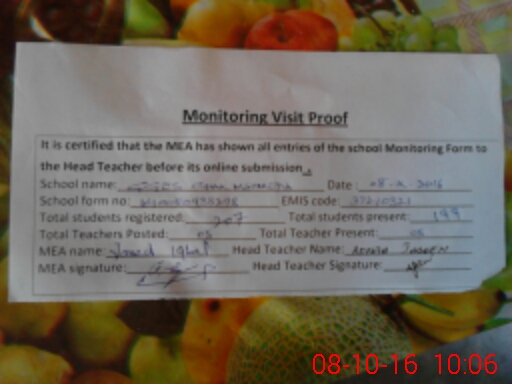 Monitoring Visit Proof
It is certified that the MEA has shown all entries of the school Monitoring Form to
the Head Teacher before its online submission.
School name: Date: 2016
School form no: EMIS code:
Total students registered: 207 Total students present: 199
Total Teachers Posted: 05 Total Teacher Present: 05
MEA name: Javed Iqbal Head Teacher Name:
MEA signature: Head Teacher Signature:
08-10-16 10:06